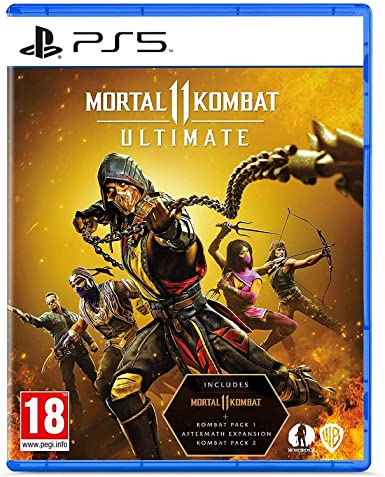 PS5
MORTAL 11 KOMBAT
ULTIMATE
INCLUDES
MORTAL 11 KOMBAT
+
KOMBAT PACK 1
AFTERMATH EXPANSION
KOMBAT PACK 2
18
www.pegi.info
WB